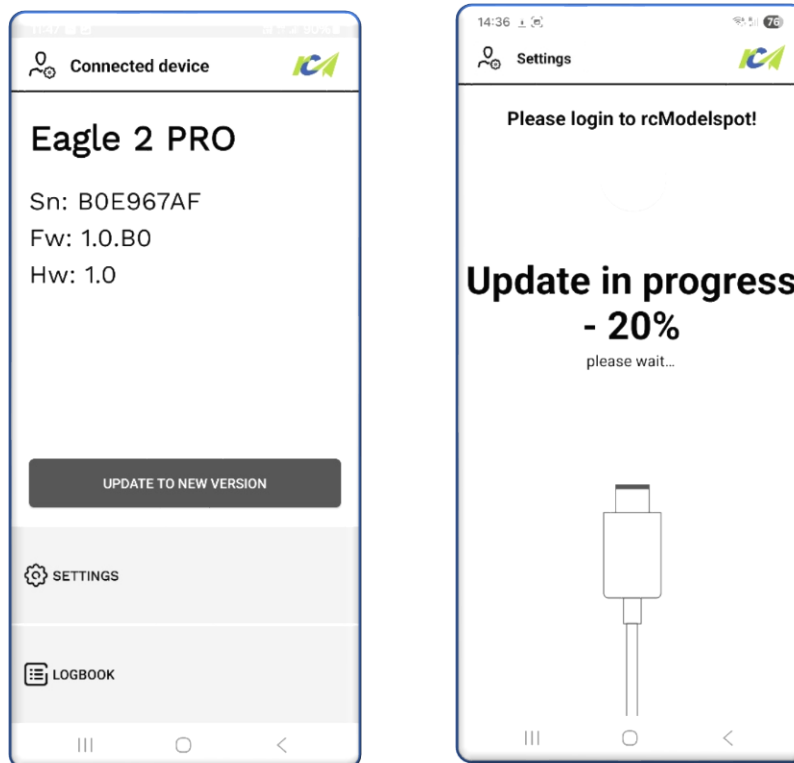 Connected device
Eagle 2 PRO
Sn: B0E967AF
Fw: 1.0.B0
Hw: 1.0
UPDATE TO NEW VERSION
SETTINGS
LOGBOOK
14:36
76
Settings
Please login to rcModelspot!
Update in progress
- 20%
please wait...